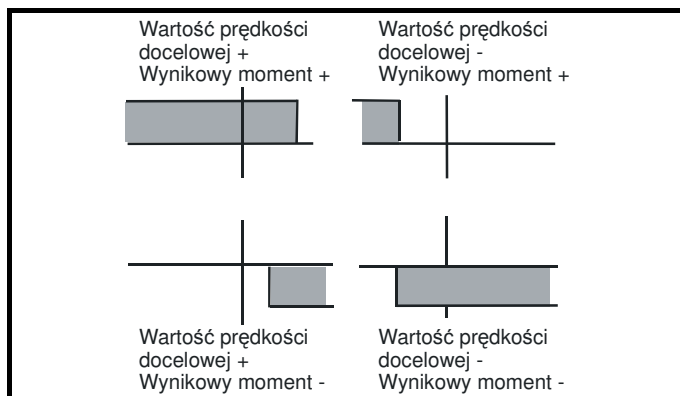 Wartość prędkości
docelowej +
Wynikowy moment +
Wartość prędkości
docelowej -
Wynikowy moment +
Wartość prędkości
docelowej +
Wynikowy moment -
Wartość prędkości
docelowej -
Wynikowy moment -